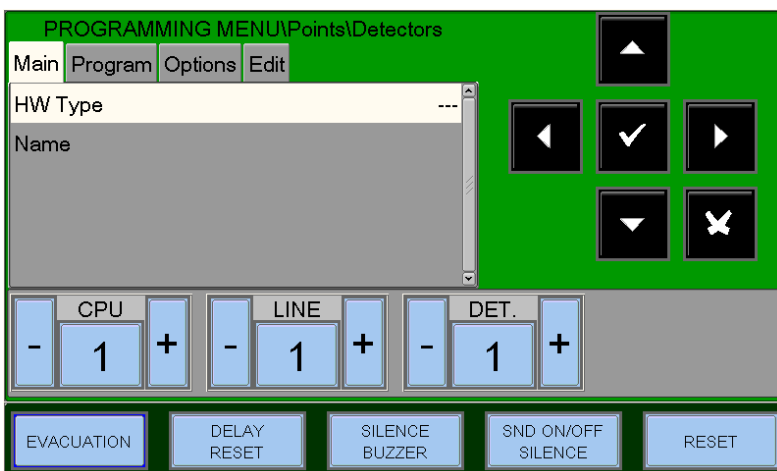 PROGRAMMING MENU\Points\Detectors
Main Program Options Edit
HW Type ---
Name
CPU LINE DET.
- 1 + - 1 + - 1 +
EVACUATION DELAY RESET SILENCE BUZZER SND ON/OFF SILENCE RESET